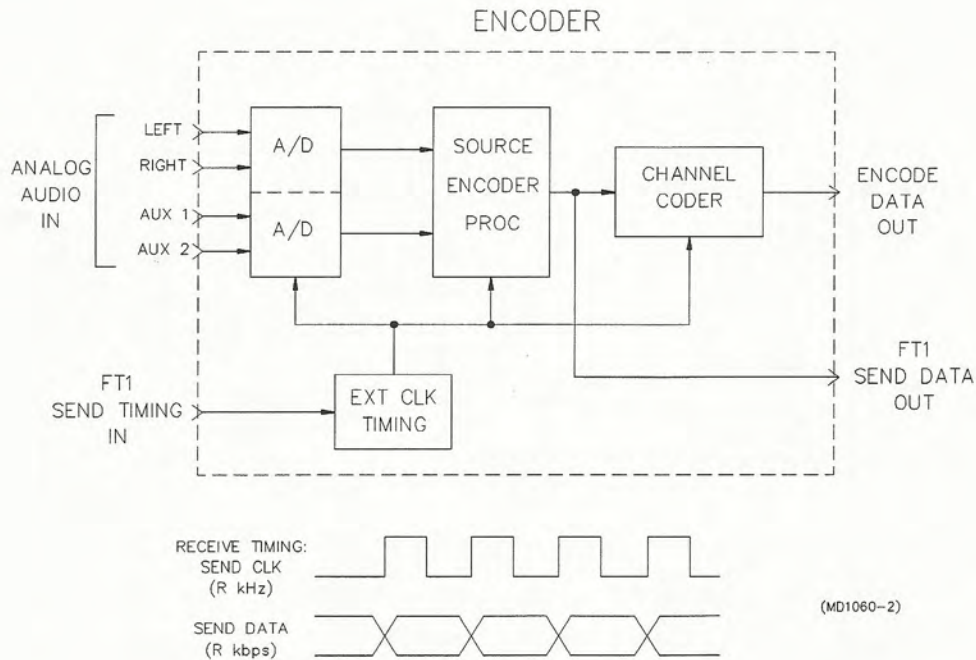 ENCODER
ANALOG
AUDIO
IN
LEFT
RIGHT
AUX 1
AUX 2
A/D
A/D
SOURCE
ENCODER
PROC
CHANNEL
CODER
ENCODE
DATA
OUT
FT1
SEND TIMING
IN
EXT CLK
TIMING
FT1
SEND DATA
OUT
RECEIVE TIMING:
SEND CLK
(R kHz)
SEND DATA
(R kbps)
(MD1060-2)